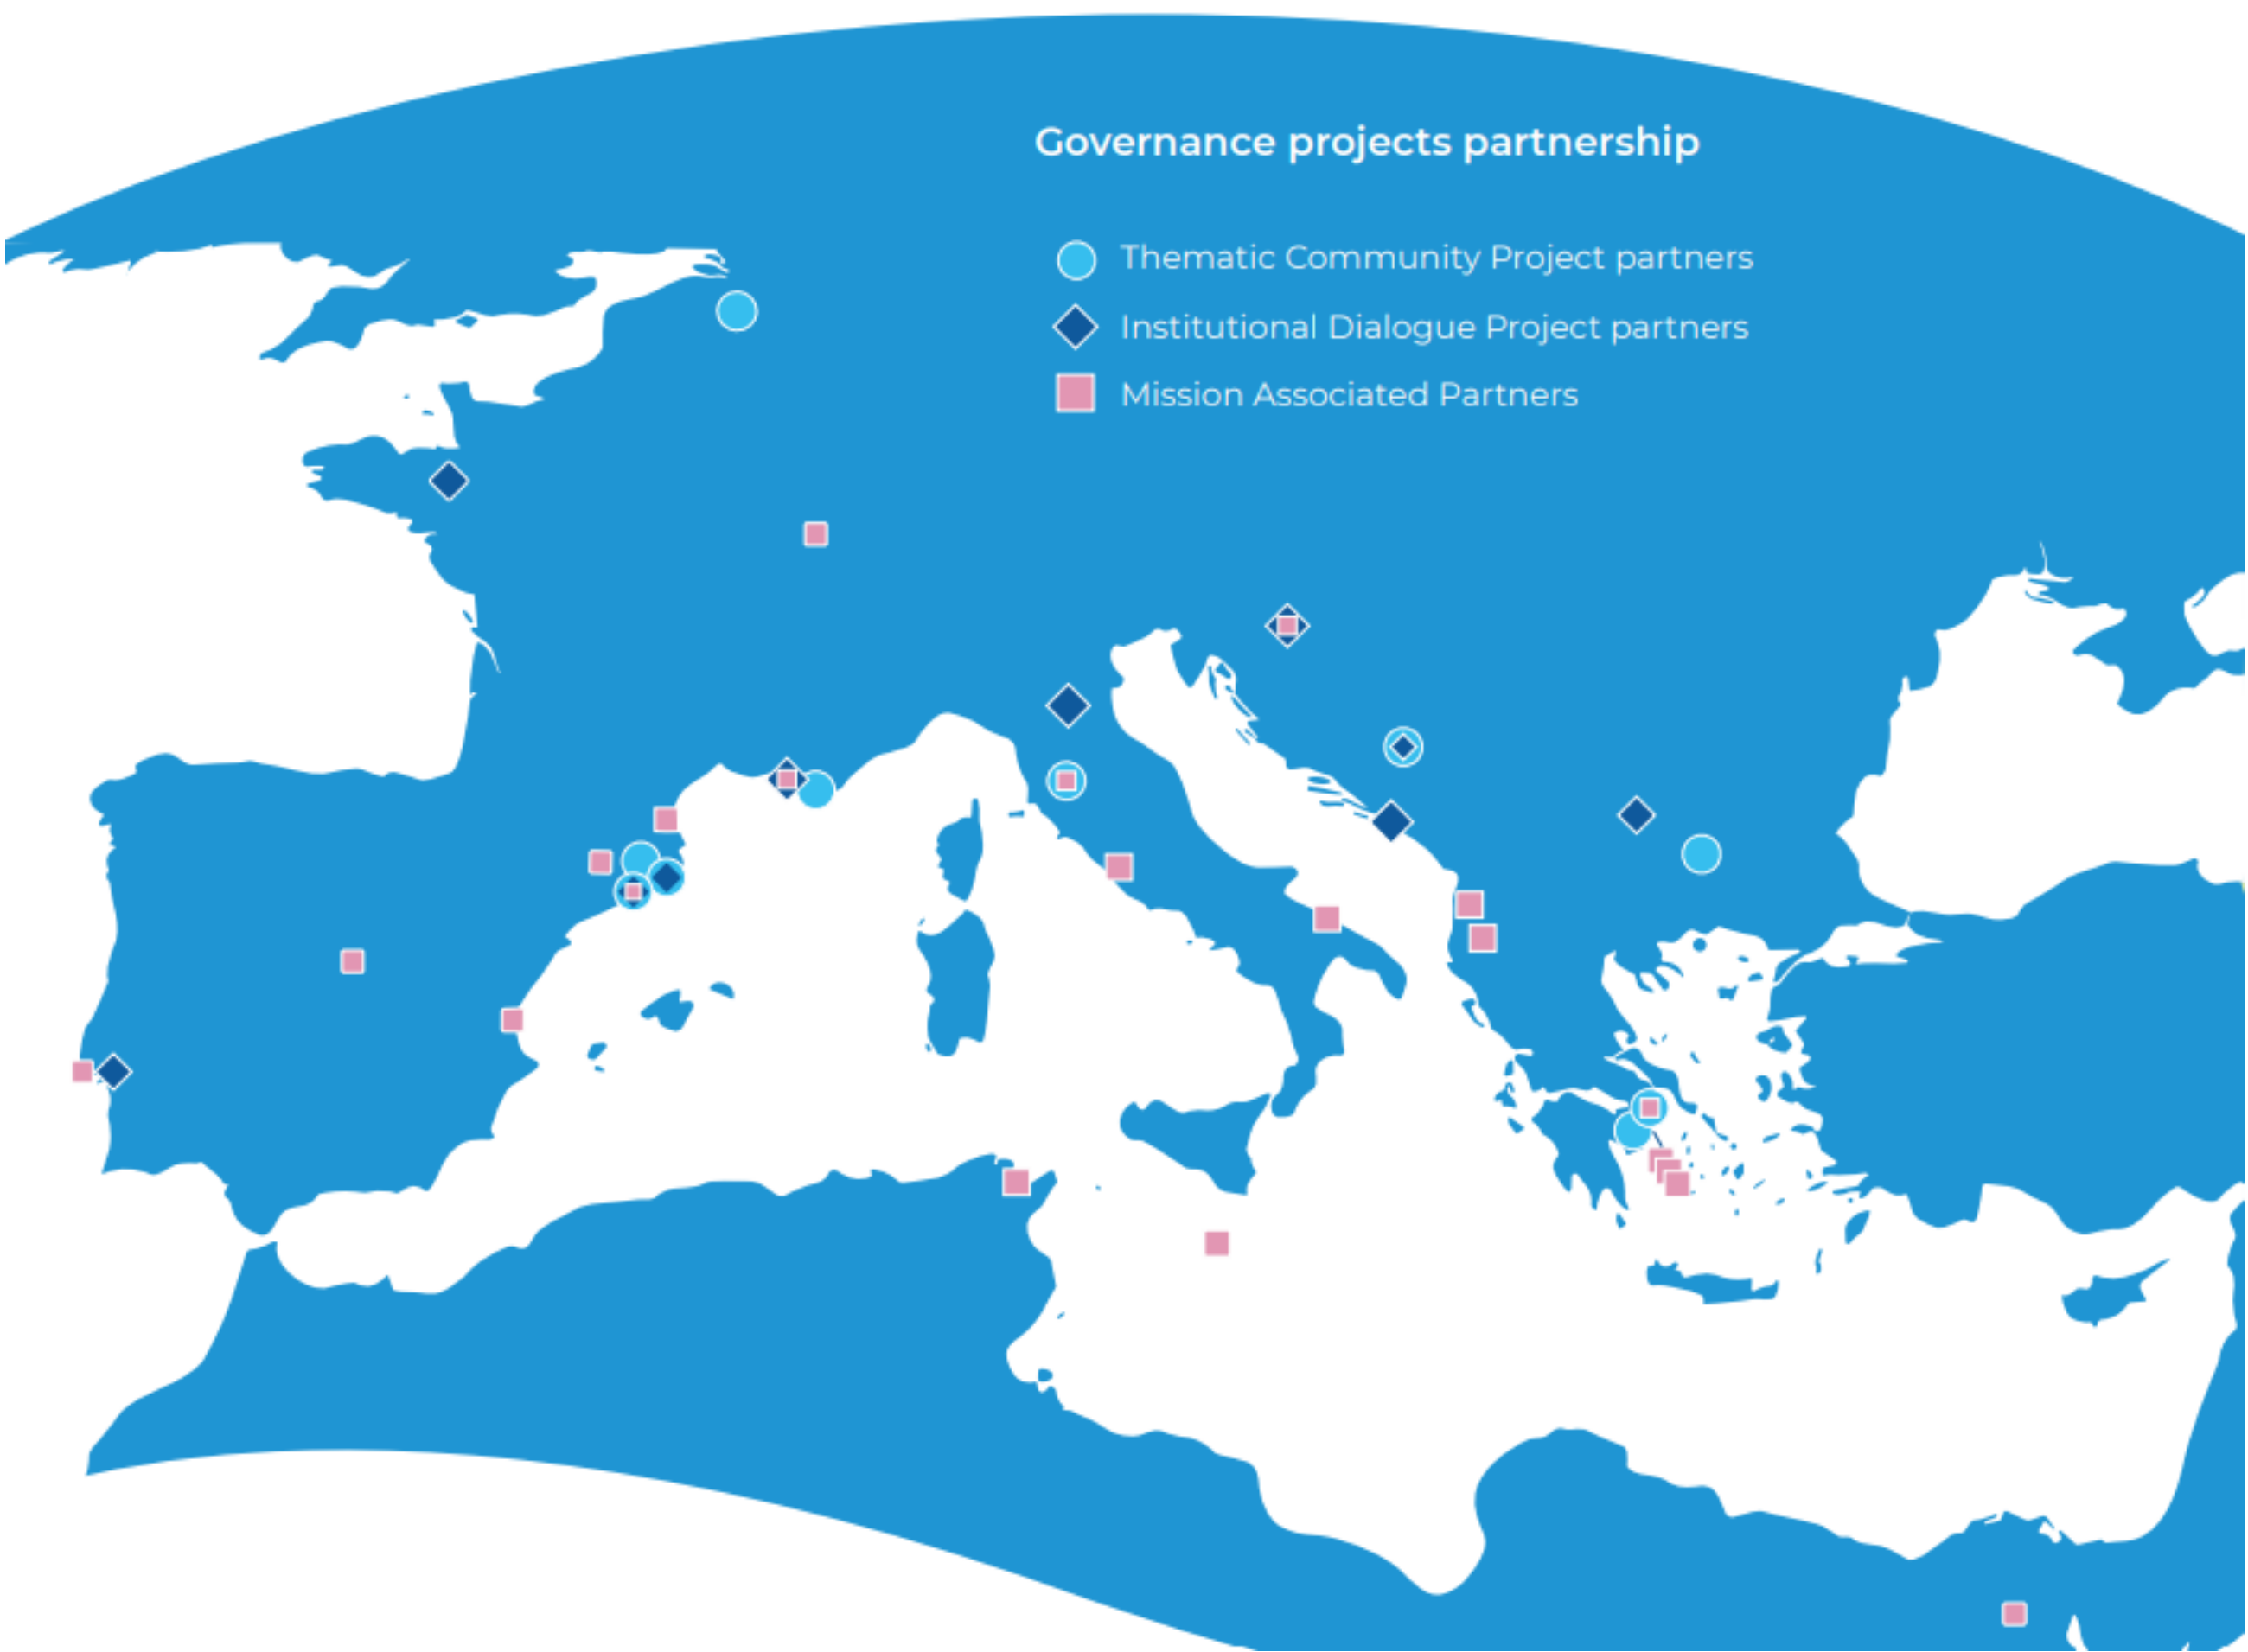 Governance projects partnership
Thematic Community Project partners
Institutional Dialogue Project partners
Mission Associated Partners